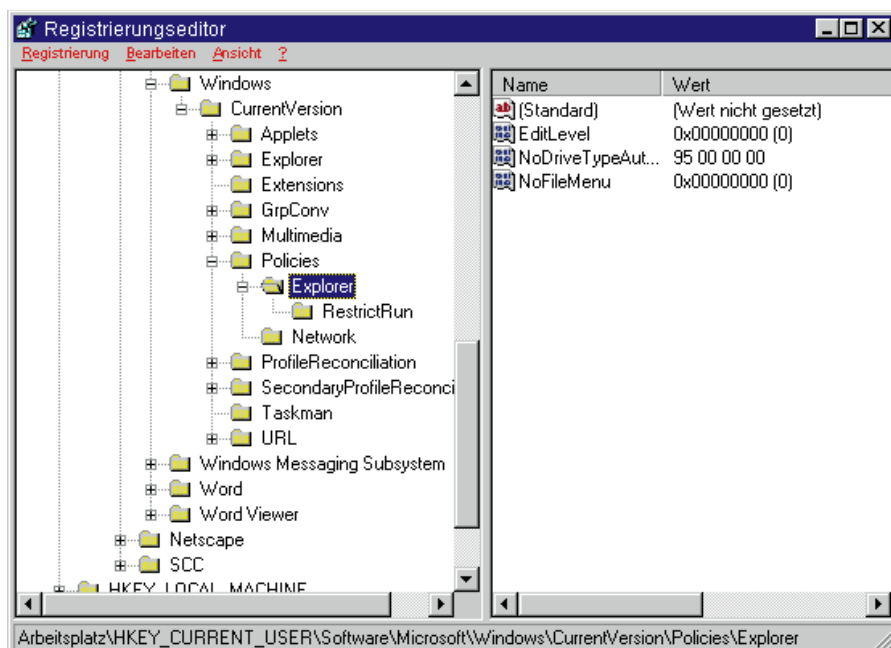 Registrierungseditor
Registrierung Bearbeiten Ansicht ?
Windows
CurrentVersion
Applets
Explorer
Extensions
GrpConv
Multimedia
Policies
Explorer
RestrictRun
Network
ProfileReconciliation
SecondaryProfileReconci
Taskman
URL
Windows Messaging Subsystem
Word
Word Viewer
Netscape
SCC
HKEY_LOCAL_MACHINE
Name Wert
(Standard) (Wert nicht gesetzt)
EditLevel 0x00000000 (0)
NoDriveTypeAut... 95 00 00 00
NoFileMenu 0x00000000 (0)
Arbeitsplatz\HKEY_CURRENT_USER\Software\Microsoft\Windows\CurrentVersion\Policies\Explorer